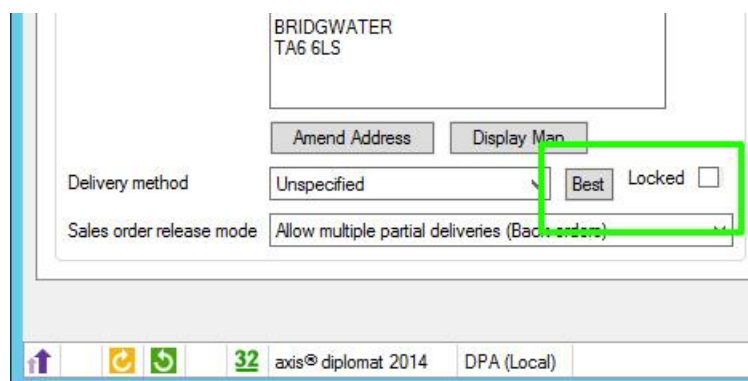 BRIDGWATER
TA6 6LS
Amend Address Display Map
Delivery method Unspecified Best Locked
Sales order release mode Allow multiple partial deliveries (Back orders)
32 axis® diplomat 2014 DPA (Local)